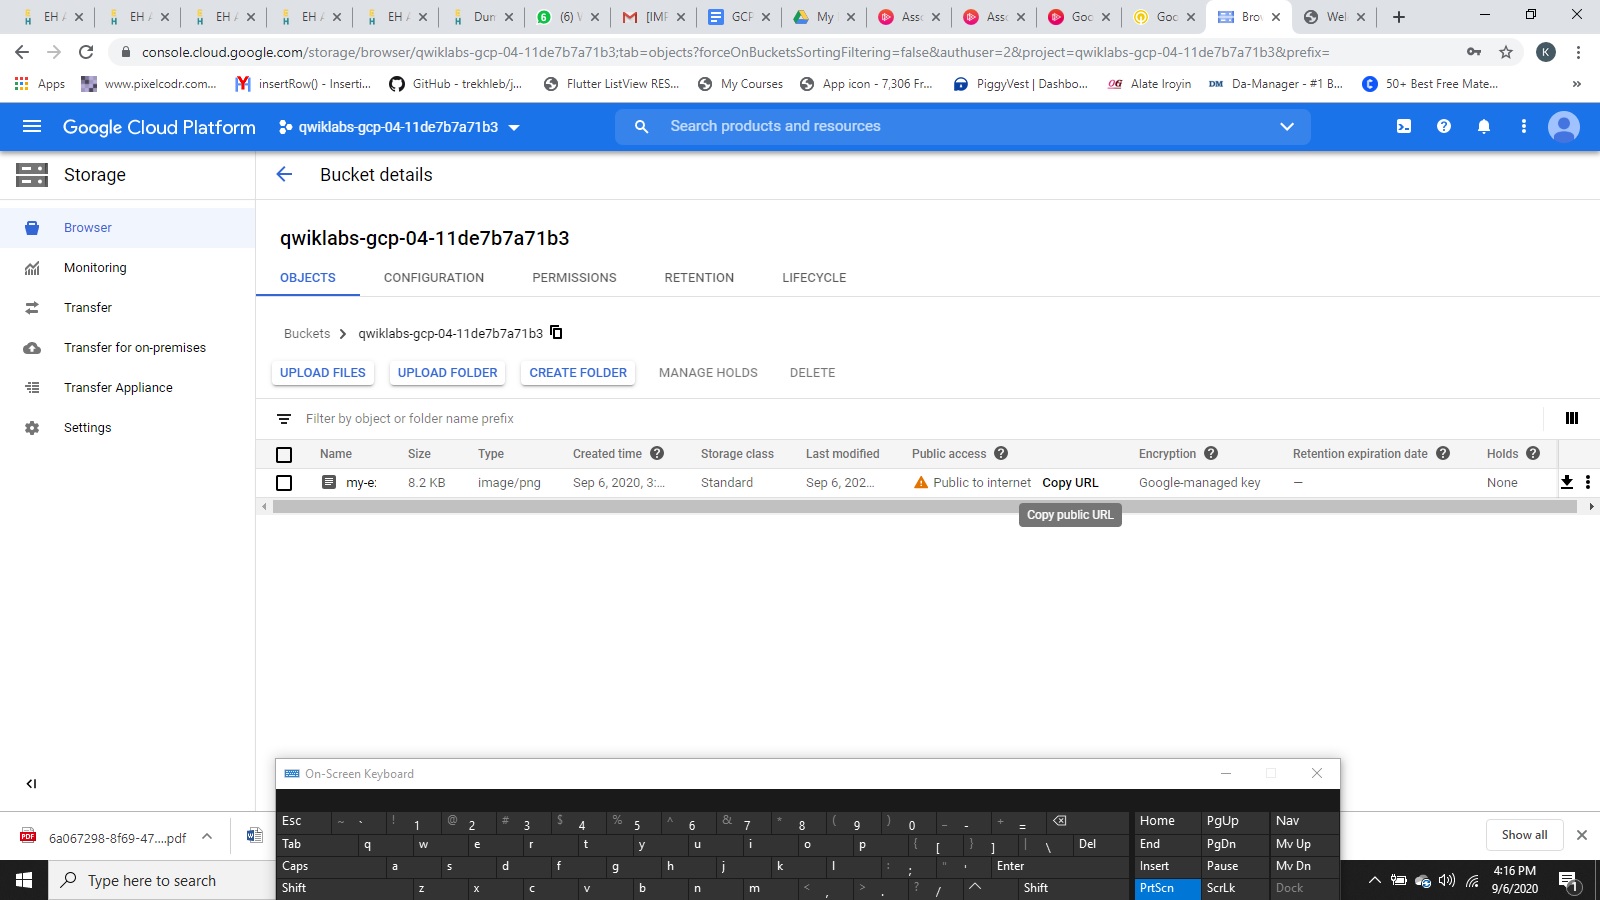 EH A
EH A
EH A
EH A
EH A
Dun
(6) V
[IMF
GCP
My
Asso
Asso
Goo
Goo
Brow
Wel
console.cloud.google.com/storage/browser/qwiklabs-gcp-04-11de7b7a71b3;tab=objects?forceOnBucketsSortingFiltering=false&authuser=2&project=qwiklabs-gcp-04-11de7b7a71b3&prefix=
K
Apps
www.pixelcodr.com...
insertRow() - Inserti...
GitHub - trekhleb/j...
Flutter ListView RES...
My Courses
App icon - 7,306 Fr...
PiggyVest | Dashbo...
Alate Iroyin
DM Da-Manager - #1 B...
50+ Best Free Mate...
»
Google Cloud Platform
qwiklabs-gcp-04-11de7b7a71b3
Search products and resources
Storage
Bucket details
Browser
Monitoring
Transfer
Transfer for on-premises
Transfer Appliance
Settings
qwiklabs-gcp-04-11de7b7a71b3
OBJECTS CONFIGURATION PERMISSIONS RETENTION LIFECYCLE
Buckets > qwiklabs-gcp-04-11de7b7a71b3
UPLOAD FILES UPLOAD FOLDER CREATE FOLDER MANAGE HOLDS DELETE
Filter by object or folder name prefix
Name Size Type Created time Storage class Last modified Public access Encryption Retention expiration date Holds
my-e: 8.2 KB image/png Sep 6, 2020, 3:... Standard Sep 6, 202... Public to internet Copy URL Google-managed key — None
Copy public URL
On-Screen Keyboard
Esc ~ ` ! 1 @ 2 # 3 $ 4 % 5 ^ 6 & 7 * 8 ( 9 ) 0 _ - + = Home PgUp Nav
Tab q w e r t y u i o p { [ } ] | \ Del End PgDn Mv Up
Caps a s d f g h j k l : ; " ' Enter Insert Pause Mv Dn
Shift z x c v b n m < , > . ? / Shift PrtScn ScrLk Dock
6a067298-8f69-47....pdf
Show all
Type here to search
4:16 PM
9/6/2020
1